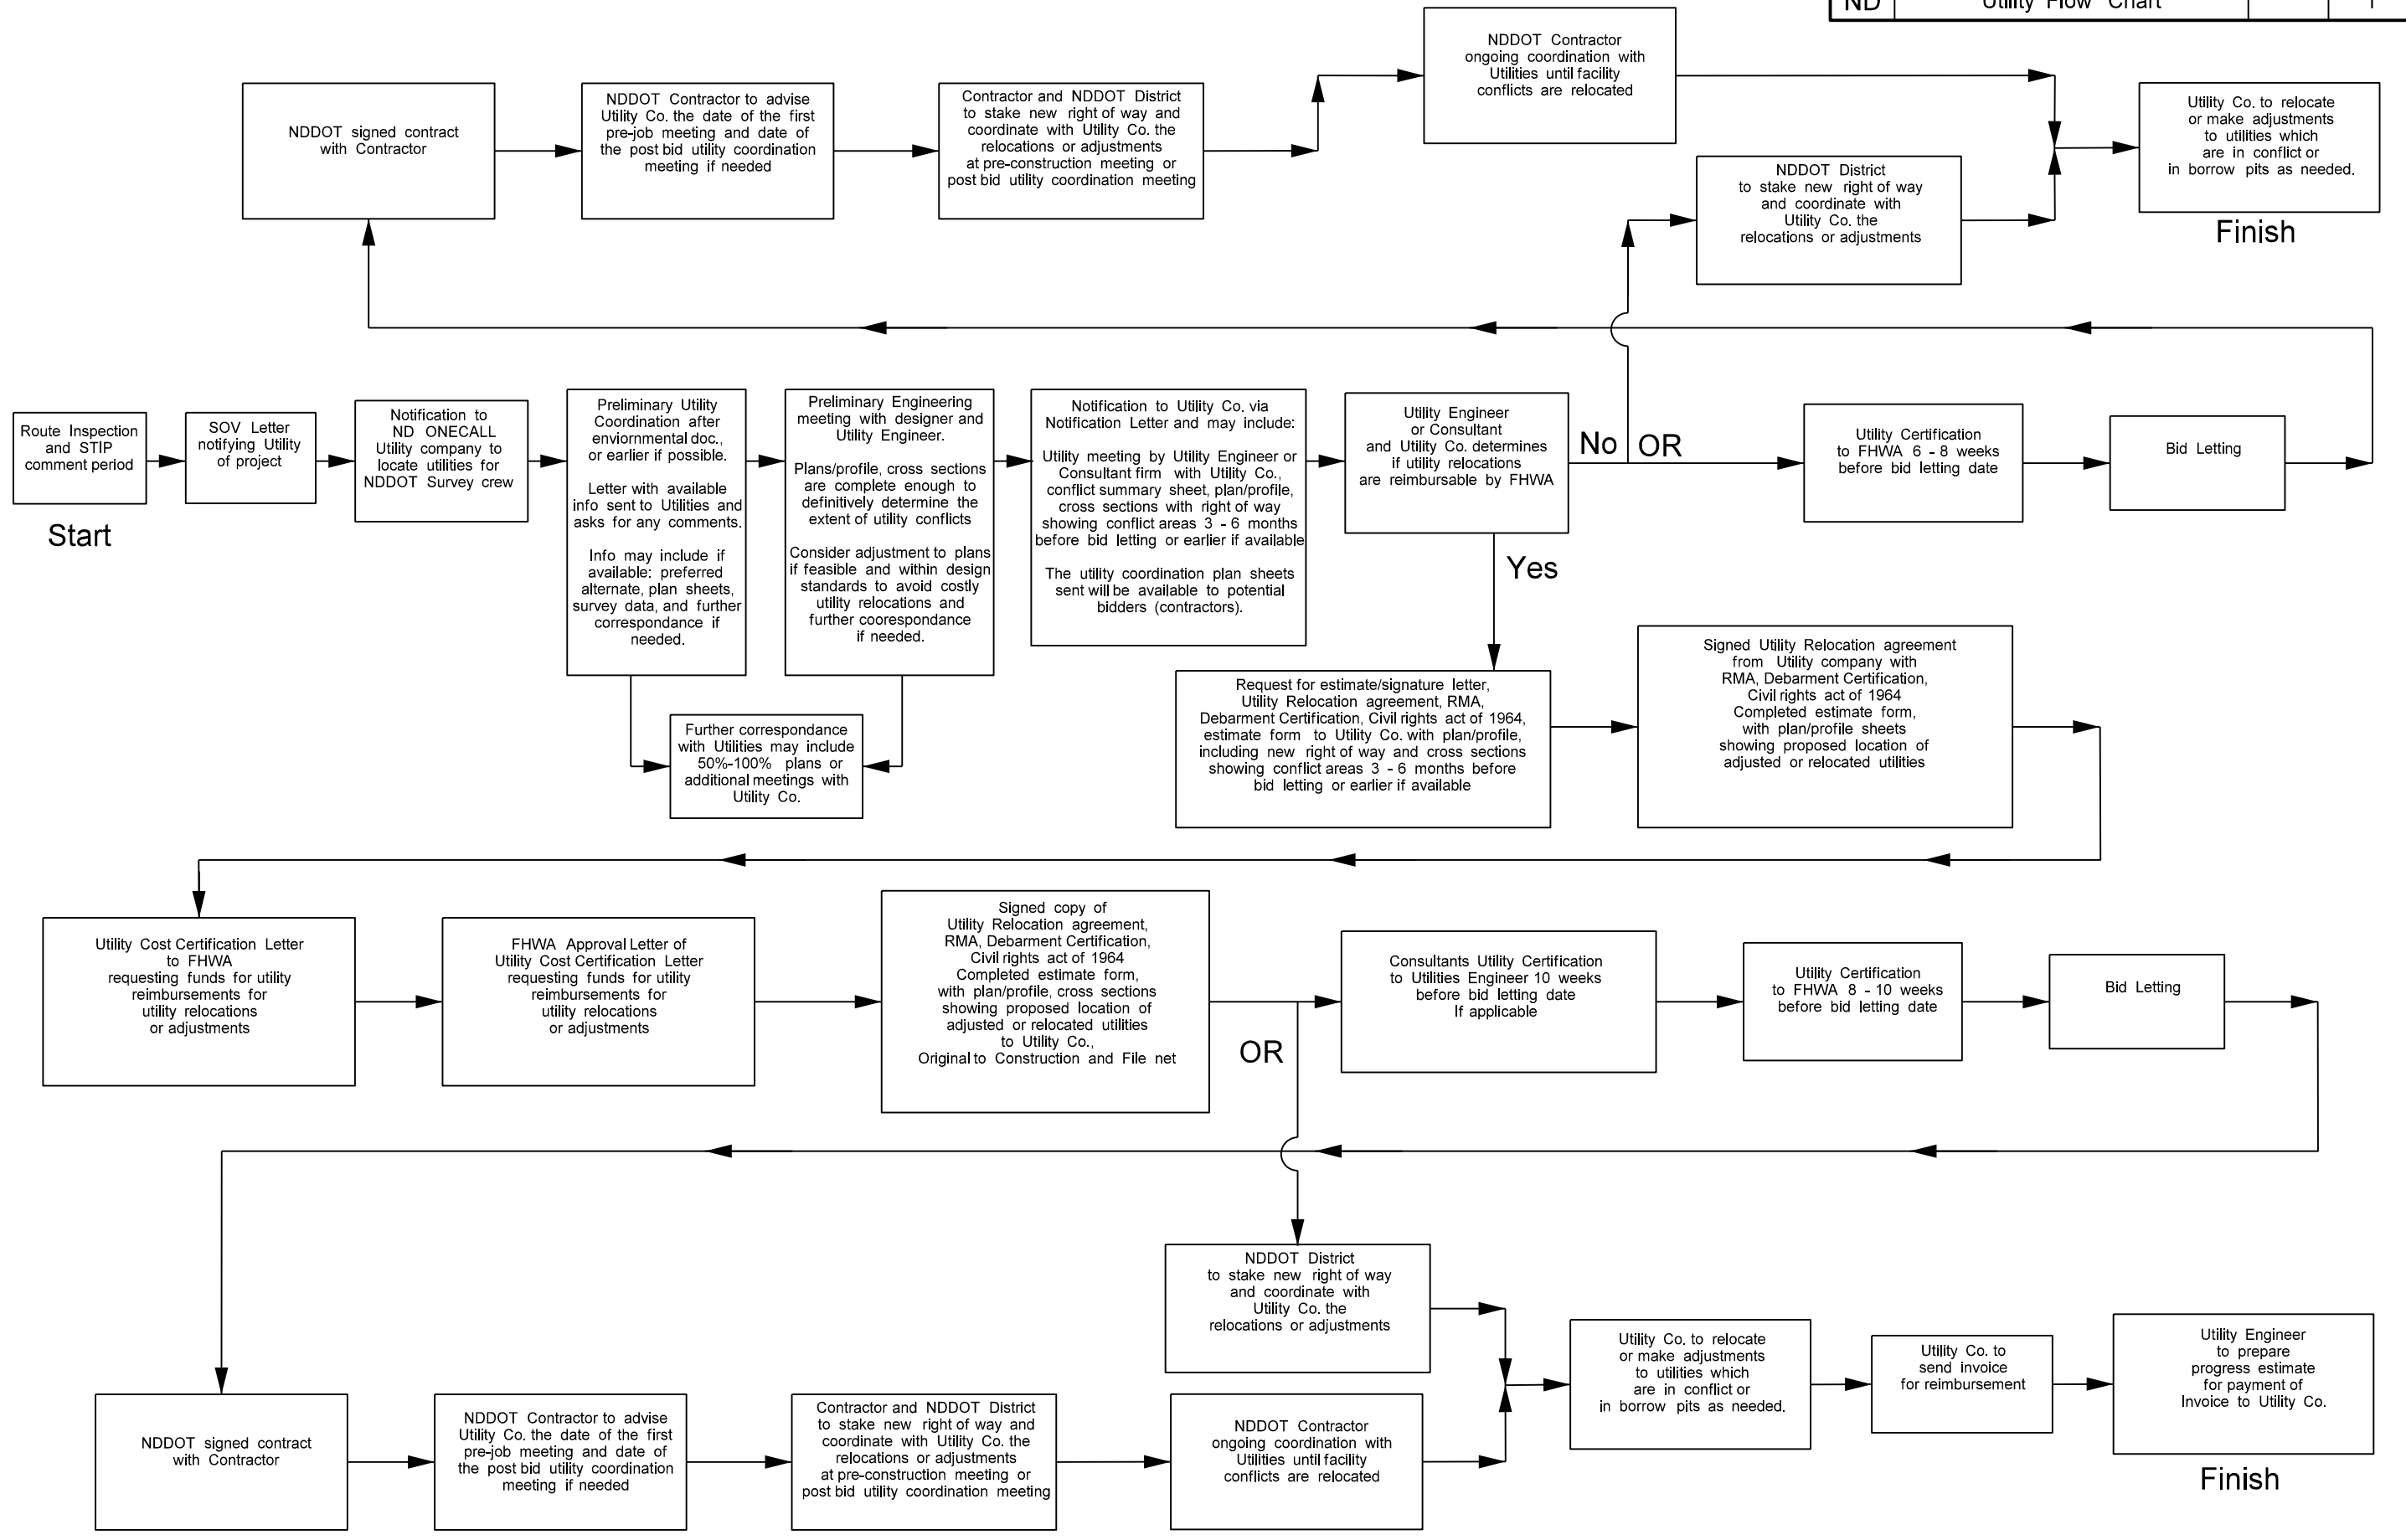 ND Utility Flow Chart 1
NDDOT signed contract
with Contractor
NDDOT Contractor to advise
Utility Co. the date of the first
pre-job meeting and date of
the post bid utility coordination
meeting if needed
Contractor and NDDOT District
to stake new right of way and
coordinate with Utility Co. the
relocations or adjustments
at pre-construction meeting or
post bid utility coordination meeting
NDDOT Contractor
ongoing coordination with
Utilities until facility
conflicts are relocated
NDDOT District
to stake new right of way
and coordinate with
Utility Co. the
relocations or adjustments
Utility Co. to relocate
or make adjustments
to utilities which
are in conflict or
in borrow pits as needed.
Finish
Route Inspection
and STIP
comment period
Start
SOV Letter
notifying Utility
of project
Notification to
ND ONECALL
Utility company to
locate utilities for
NDDOT Survey crew
Preliminary Utility
Coordination after
enviornmental doc.,
or earlier if possible.
Letter with available
info sent to Utilities and
asks for any comments.
Info may include if
available: preferred
alternate, plan sheets,
survey data, and further
correspondance if
needed.
Preliminary Engineering
meeting with designer and
Utility Engineer.
Plans/profile, cross sections
are complete enough to
definitively determine the
extent of utility conflicts
Consider adjustment to plans
if feasible and within design
standards to avoid costly
utility relocations and
further coorespondance
if needed.
Further correspondance
with Utilities may include
50%-100% plans or
additional meetings with
Utility Co.
Notification to Utility Co. via
Notification Letter and may include:
Utility meeting by Utility Engineer or
Consultant firm with Utility Co.,
conflict summary sheet, plan/profile,
cross sections with right of way
showing conflict areas 3 - 6 months
before bid letting or earlier if available
The utility coordination plan sheets
sent will be available to potential
bidders (contractors).
Utility Engineer
or Consultant
and Utility Co. determines
if utility relocations
are reimbursable by FHWA
No OR
Yes
Utility Certification
to FHWA 6 - 8 weeks
before bid letting date
Bid Letting
Request for estimate/signature letter,
Utility Relocation agreement, RMA,
Debarment Certification, Civil rights act of 1964,
estimate form to Utility Co. with plan/profile,
including new right of way and cross sections
showing conflict areas 3 - 6 months before
bid letting or earlier if available
Signed Utility Relocation agreement
from Utility company with
RMA, Debarment Certification,
Civil rights act of 1964
Completed estimate form,
with plan/profile sheets
showing proposed location of
adjusted or relocated utilities
Utility Cost Certification Letter
to FHWA
requesting funds for utility
reimbursements for
utility relocations
or adjustments
FHWA Approval Letter of
Utility Cost Certification Letter
requesting funds for utility
reimbursements for
utility relocations
or adjustments
Signed copy of
Utility Relocation agreement,
RMA, Debarment Certification,
Civil rights act of 1964
Completed estimate form,
with plan/profile, cross sections
showing proposed location of
adjusted or relocated utilities
to Utility Co.,
Original to Construction and File net
OR
Consultants Utility Certification
to Utilities Engineer 10 weeks
before bid letting date
If applicable
Utility Certification
to FHWA 8 - 10 weeks
before bid letting date
Bid Letting
NDDOT District
to stake new right of way
and coordinate with
Utility Co. the
relocations or adjustments
NDDOT signed contract
with Contractor
NDDOT Contractor to advise
Utility Co. the date of the first
pre-job meeting and date of
the post bid utility coordination
meeting if needed
Contractor and NDDOT District
to stake new right of way and
coordinate with Utility Co. the
relocations or adjustments
at pre-construction meeting or
post bid utility coordination meeting
NDDOT Contractor
ongoing coordination with
Utilities until facility
conflicts are relocated
Utility Co. to relocate
or make adjustments
to utilities which
are in conflict or
in borrow pits as needed.
Utility Co. to
send invoice
for reimbursement
Utility Engineer
to prepare
progress estimate
for payment of
Invoice to Utility Co.
Finish